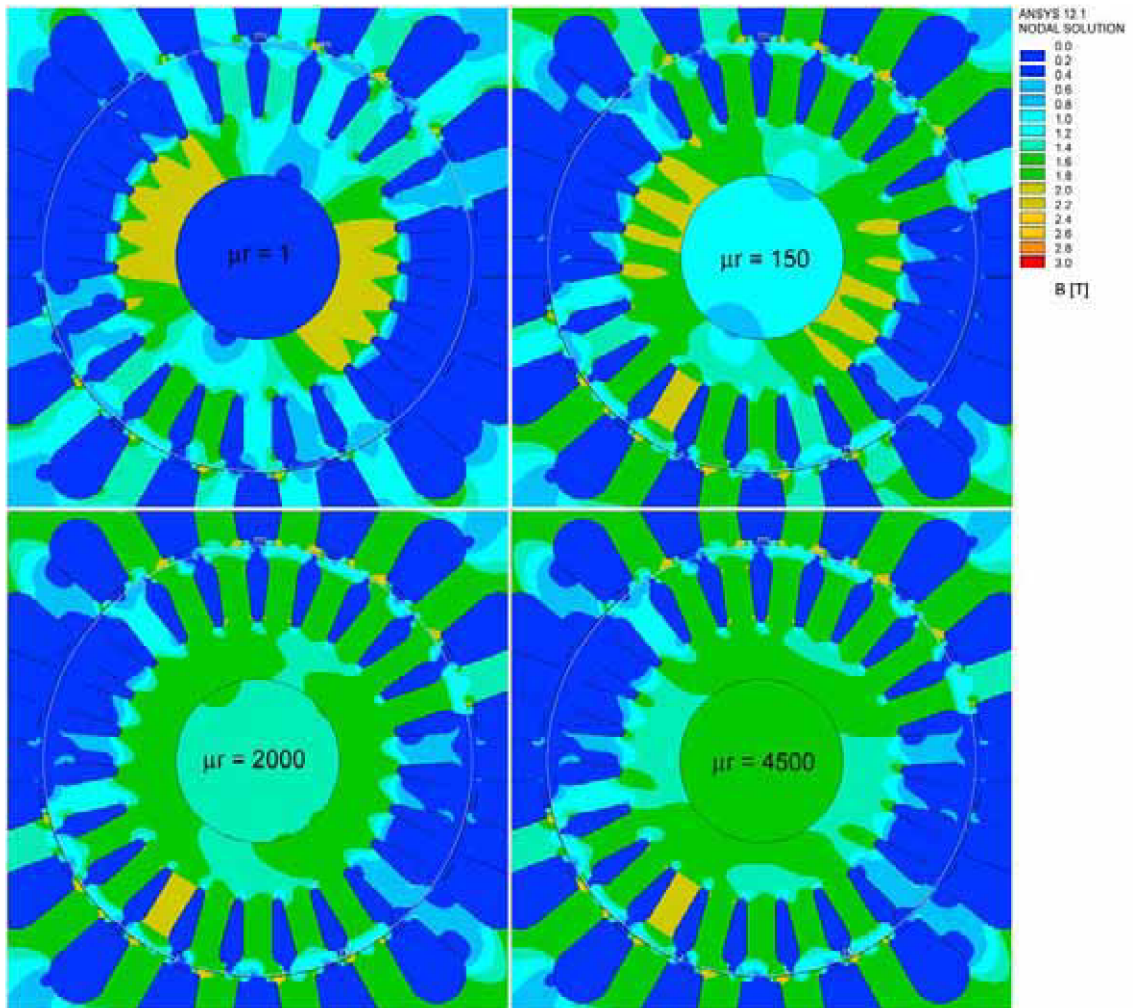 ANSYS 12.1
NODAL SOLUTION
0.0
0.2
0.4
0.6
0.8
1.0
1.2
1.4
1.6
1.8
2.0
2.2
2.4
2.6
2.8
3.0
B [T]
μr = 1
μr = 150
μr = 2000
μr = 4500